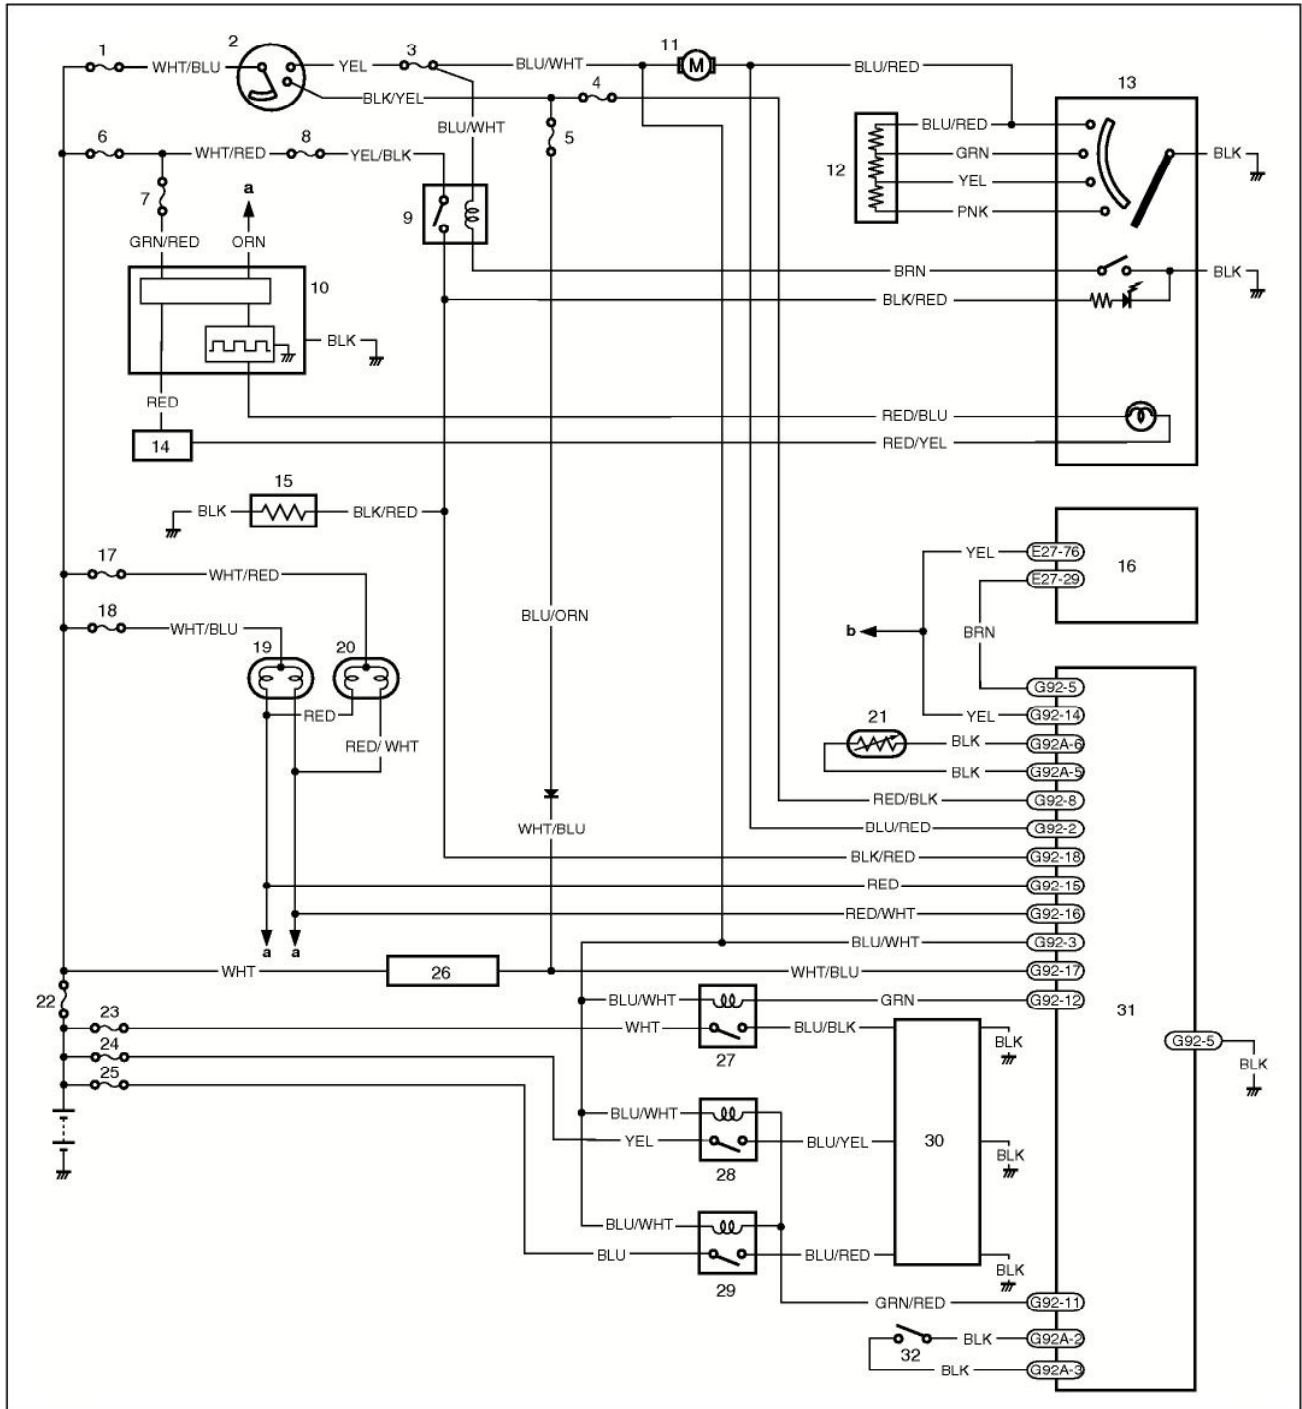 1
2
3
11
WHT/BLU
YEL
BLU/WHT
M
BLU/RED
4
13
BLK/YEL
BLU/WHT
5
BLU/RED
6
8
WHT/RED
YEL/BLK
12
GRN
BLK
7
a
YEL
9
PNK
GRN/RED
ORN
BRN
BLK
10
BLK/RED
BLK
RED
RED/BLU
14
RED/YEL
15
BLK
BLK/RED
17
WHT/RED
YEL
E27-76
16
E27-29
18
WHT/BLU
BLU/ORN
b
BRN
19
20
G92-5
RED
21
YEL
G92-14
RED/WHT
BLK
G92A-6
BLK
G92A-5
RED/BLK
G92-8
WHT/BLU
BLU/RED
G92-2
BLK/RED
G92-18
RED
G92-15
RED/WHT
G92-16
a
a
BLU/WHT
G92-3
WHT
26
WHT/BLU
G92-17
22
BLU/WHT
GRN
G92-12
23
WHT
BLU/BLK
31
24
27
BLK
G92-5
25
BLK
BLU/WHT
YEL
BLU/YEL
30
28
BLK
BLU/WHT
BLU
BLU/RED
29
BLK
GRN/RED
G92-11
32
BLK
G92A-2
BLK
G92A-3